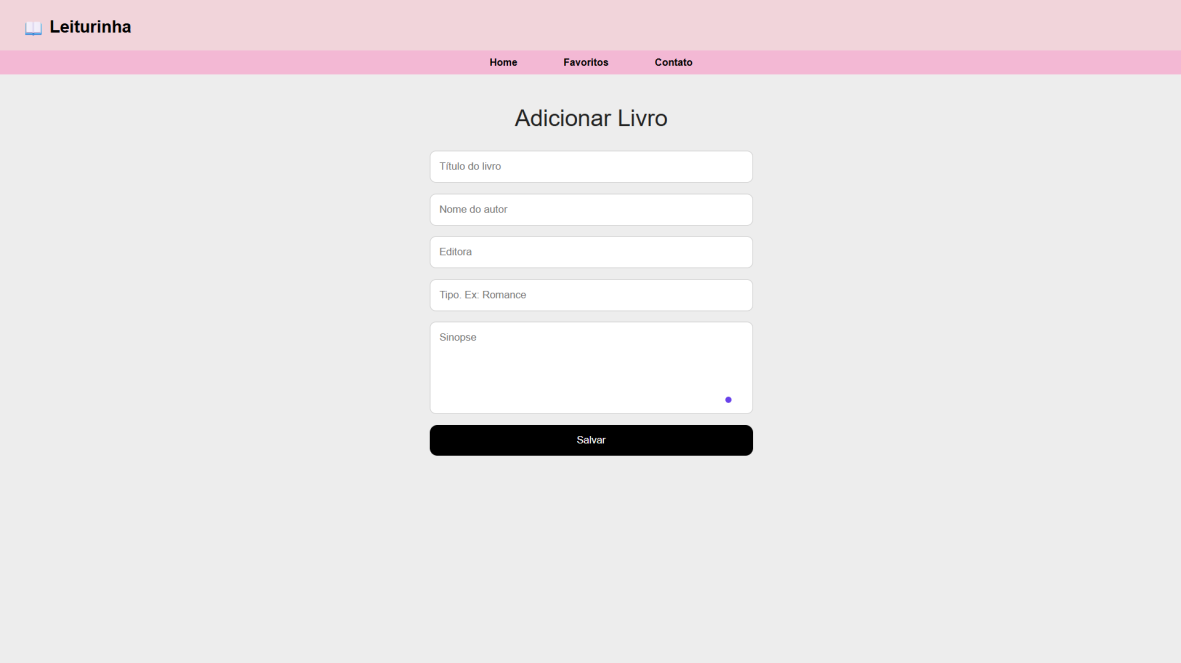 📖 Leiturinha
Home Favoritos Contato
Adicionar Livro
Título do livro
Nome do autor
Editora
Tipo. Ex: Romance
Sinopse
Salvar